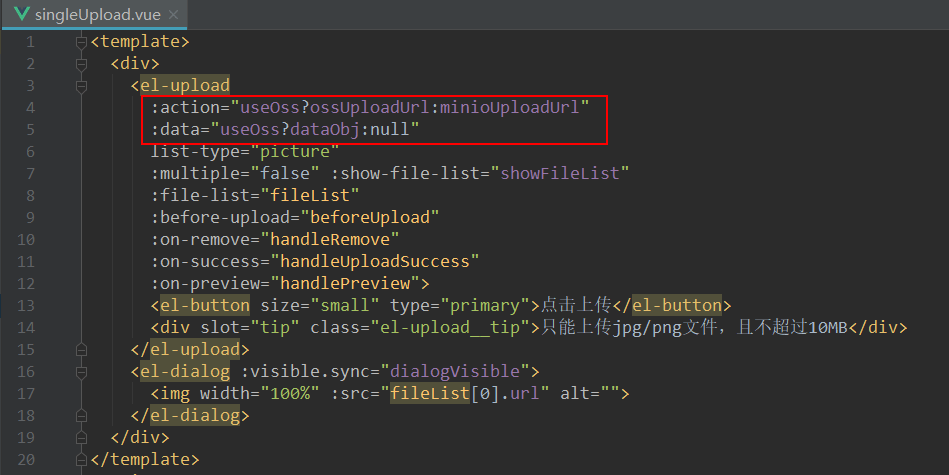 singleUpload.vue
1 <template>
2 <div>
3 <el-upload
4 :action="useOss?ossUploadUrl:minioUploadUrl"
5 :data="useOss?dataObj:null"
6 list-type="picture"
7 :multiple="false" :show-file-list="showFileList"
8 :file-list="fileList"
9 :before-upload="beforeUpload"
10 :on-remove="handleRemove"
11 :on-success="handleUploadSuccess"
12 :on-preview="handlePreview">
13 <el-button size="small" type="primary">点击上传</el-button>
14 <div slot="tip" class="el-upload__tip">只能上传jpg/png文件，且不超过10MB</div>
15 </el-upload>
16 <el-dialog :visible.sync="dialogVisible">
17 <img width="100%" :src="fileList[0].url" alt="">
18 </el-dialog>
19 </div>
20 </template>